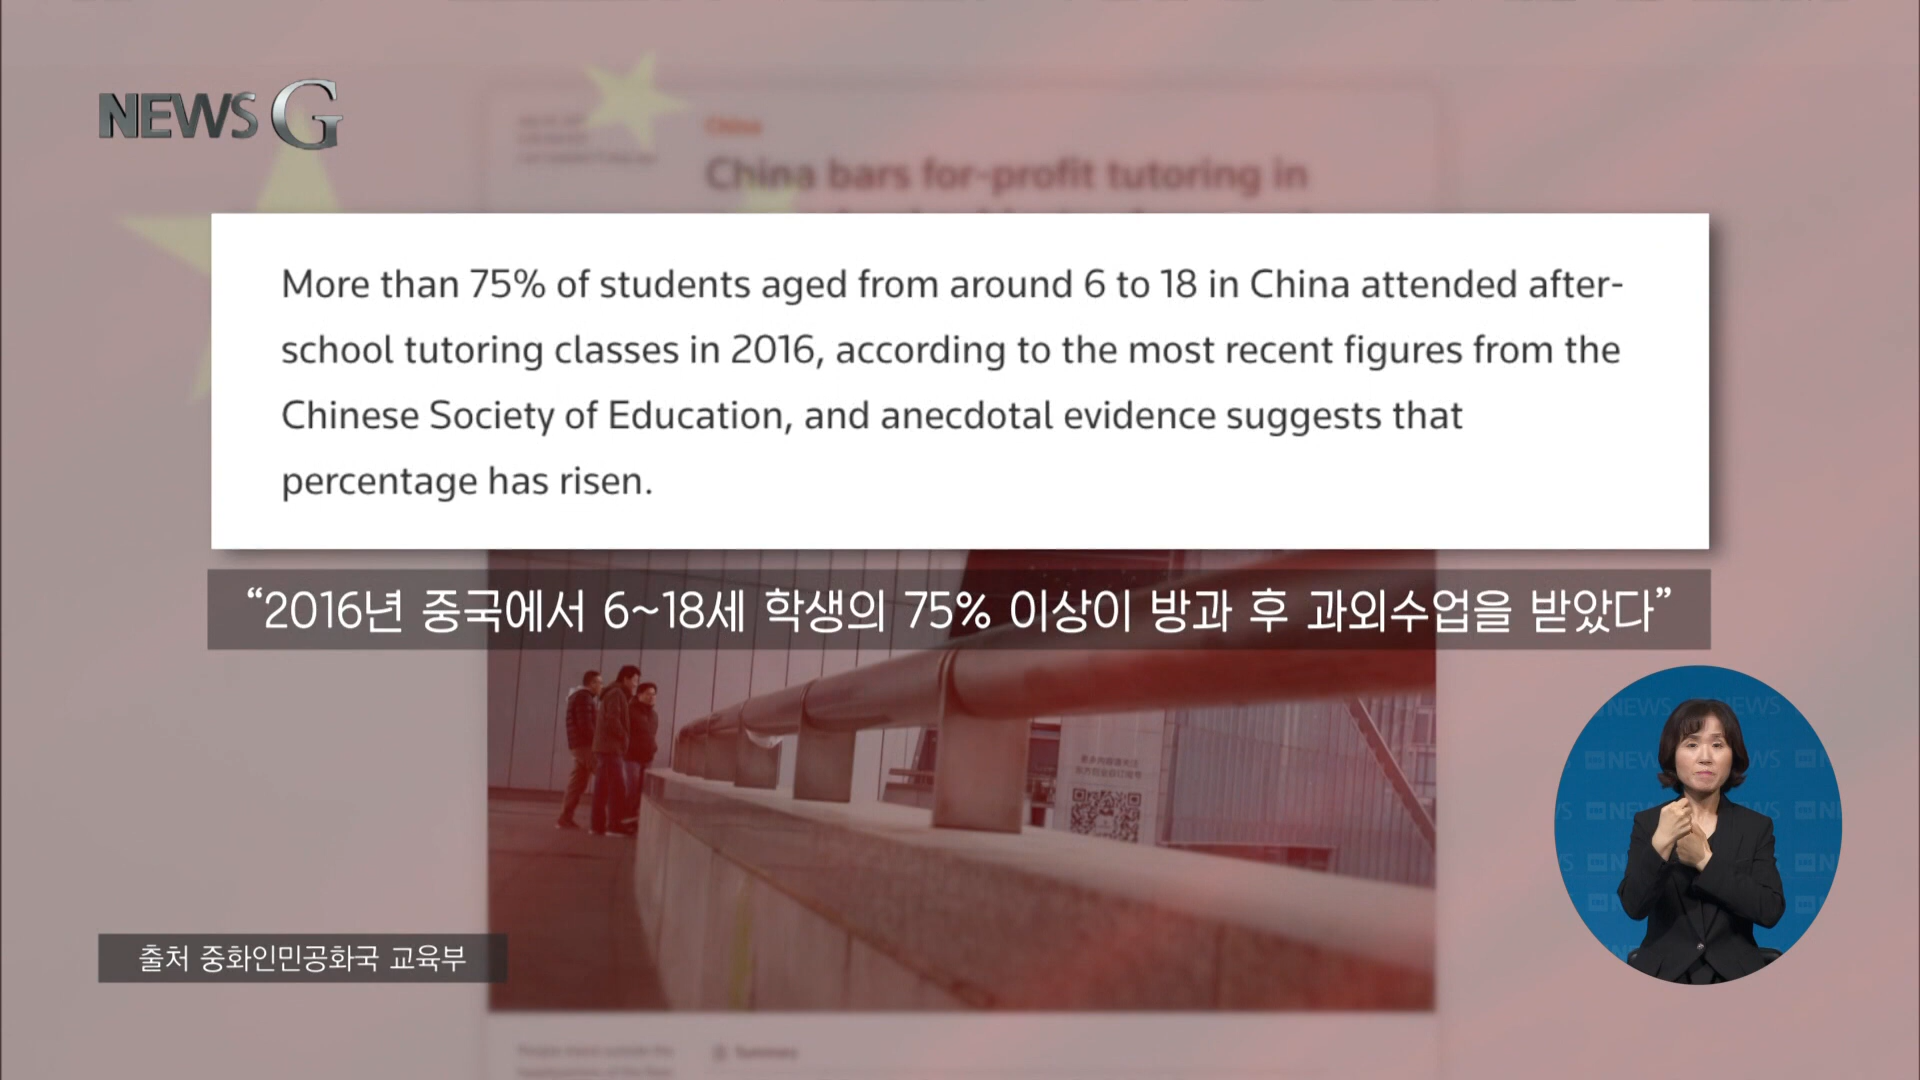 NEWS G
China
China bars for-profit tutoring in
More than 75% of students aged from around 6 to 18 in China attended after-
school tutoring classes in 2016, according to the most recent figures from the
Chinese Society of Education, and anecdotal evidence suggests that
percentage has risen.
“2016년 중국에서 6~18세 학생의 75% 이상이 방과 후 과외수업을 받았다”
출처 중화인민공화국 교육부
Summary